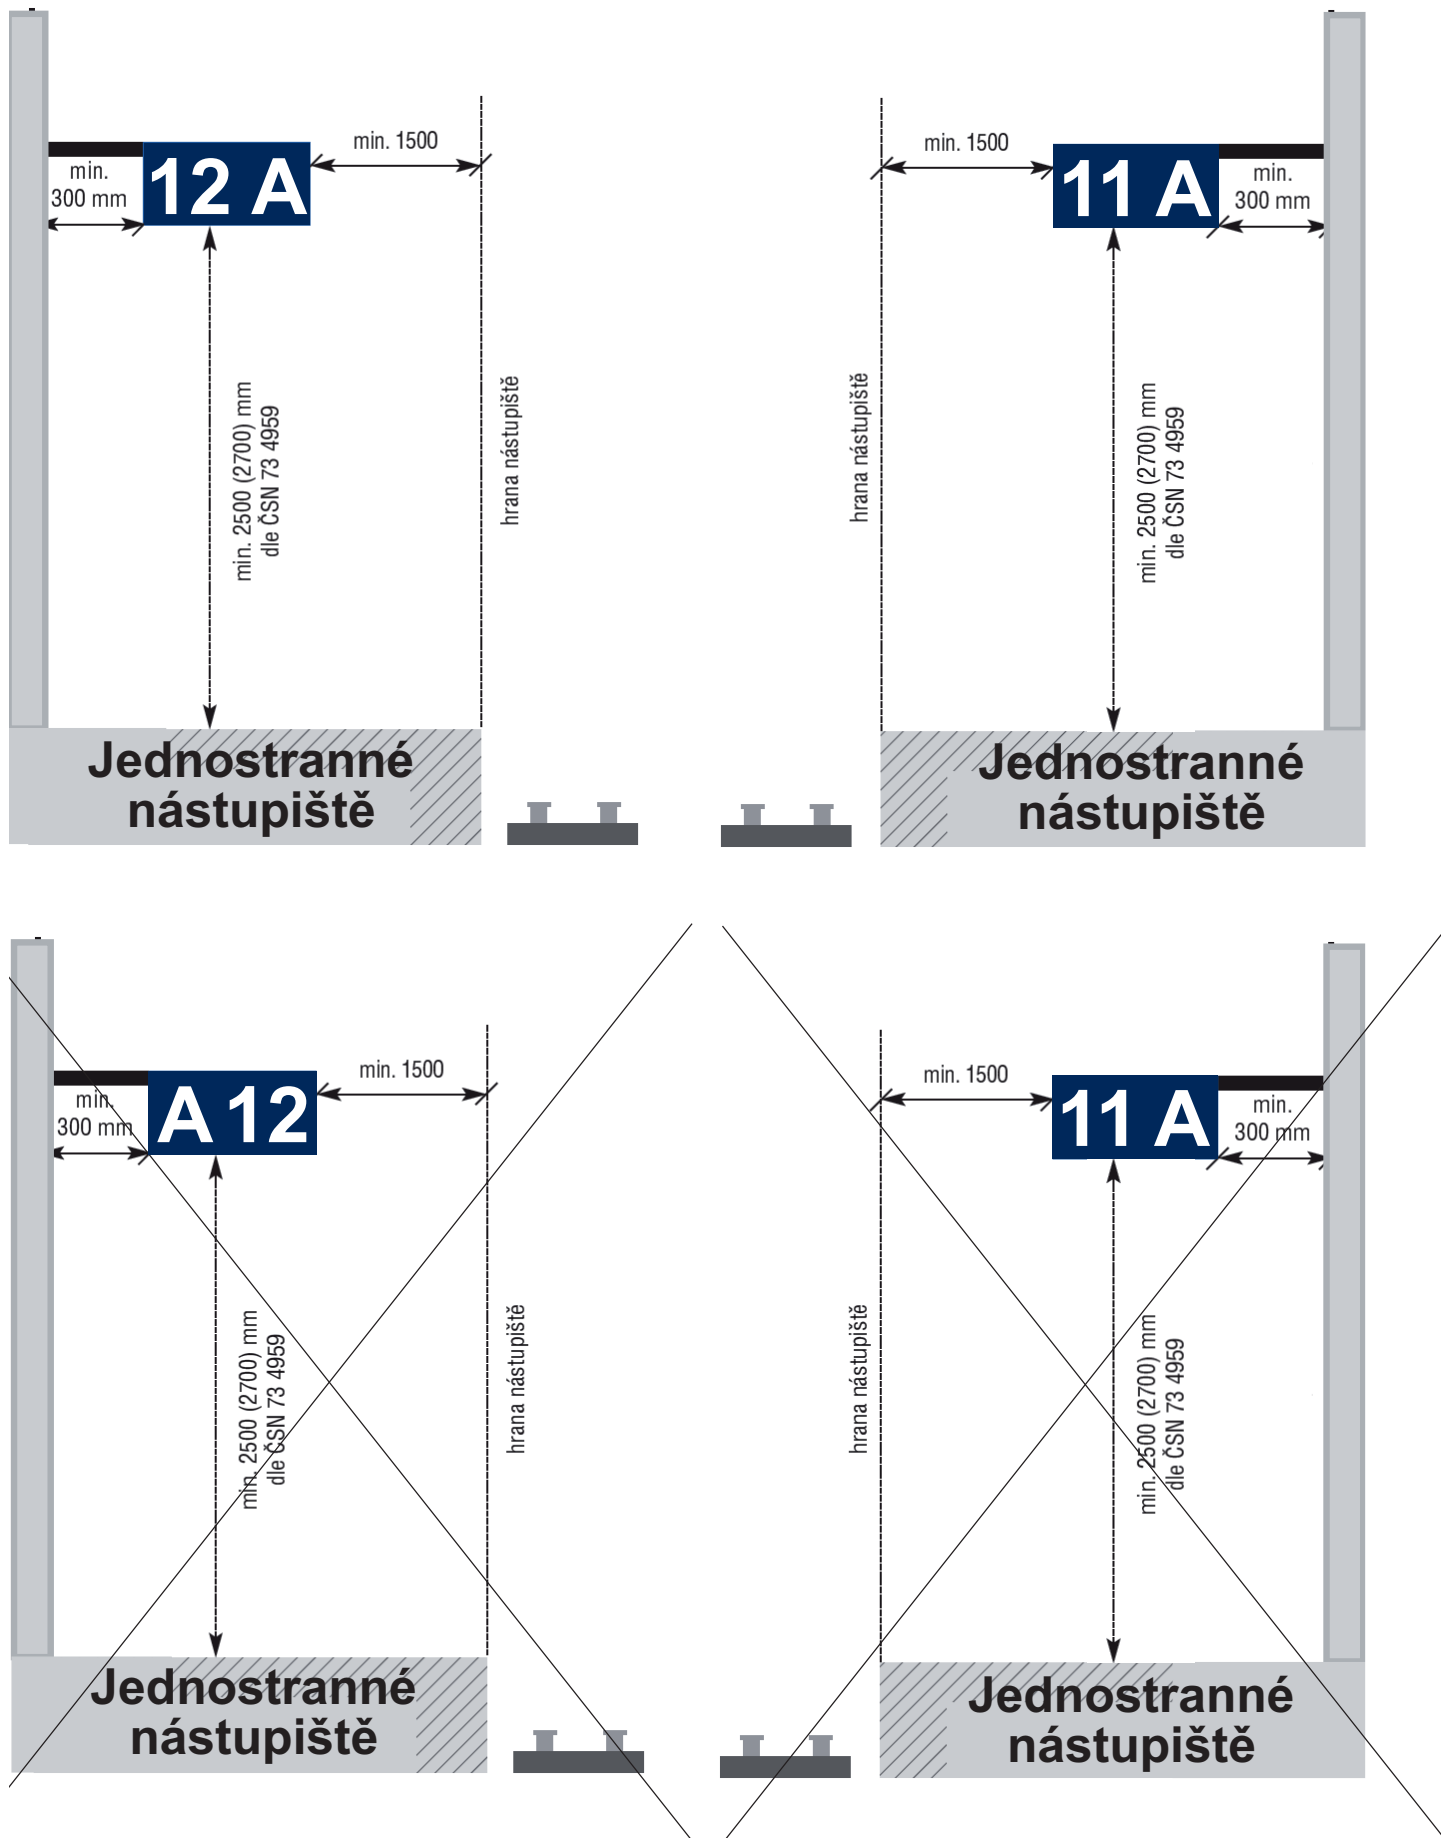 min. 1500
12 A
min.
300 mm
min. 2500 (2700) mm
dle ČSN 73 4959
hrana nástupiště
Jednostranné
nástupiště
min. 1500
11 A
min.
300 mm
hrana nástupiště
min. 2500 (2700) mm
dle ČSN 73 4959
Jednostranné
nástupiště
min. 1500
A 12
min.
300 mm
min. 2500 (2700) mm
dle ČSN 73 4959
hrana nástupiště
Jednostranné
nástupiště
min. 1500
11 A
min.
300 mm
hrana nástupiště
min. 2500 (2700) mm
dle ČSN 73 4959
Jednostranné
nástupiště